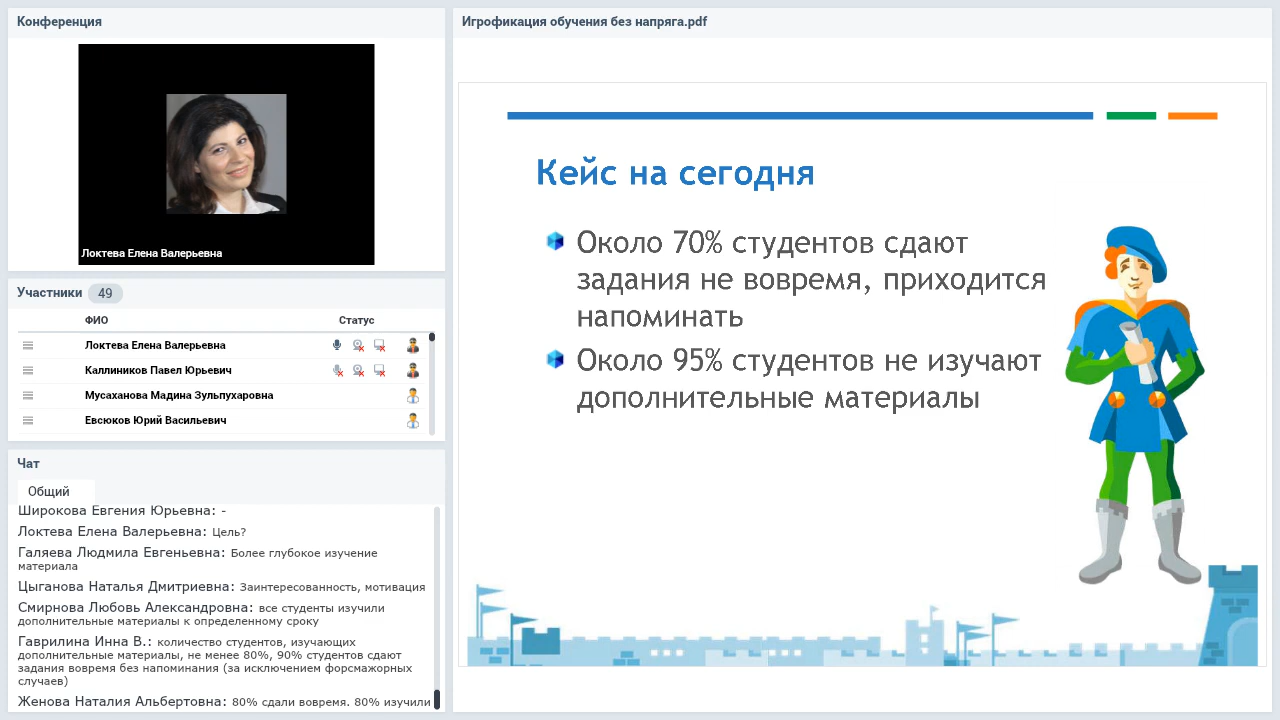 Конференция
Локтева Елена Валерьевна
Участники 49
ФИО Статус
Локтева Елена Валерьевна
Каллиников Павел Юрьевич
Мусаханова Мадина Зульпухаровна
Евсюков Юрий Васильевич
Чат
Общий
Широкова Евгения Юрьевна: -
Локтева Елена Валерьевна: Цель?
Галяева Людмила Евгеньевна: Более глубокое изучение
материала
Цыганова Наталья Дмитриевна: Заинтересованность, мотивация
Смирнова Любовь Александровна: все студенты изучили
дополнительные материалы к определенному сроку
Гаврилина Инна В.: количество студентов, изучающих
дополнительные материалы, не менее 80%, 90% студентов сдают
задания вовремя без напоминания (за исключением форсмажорных
случаев)
Женова Наталия Альбертовна: 80% сдали вовремя. 80% изучили
Игрофикация обучения без напряга.pdf
Кейс на сегодня
Около 70% студентов сдают
задания не вовремя, приходится
напоминать
Около 95% студентов не изучают
дополнительные материалы